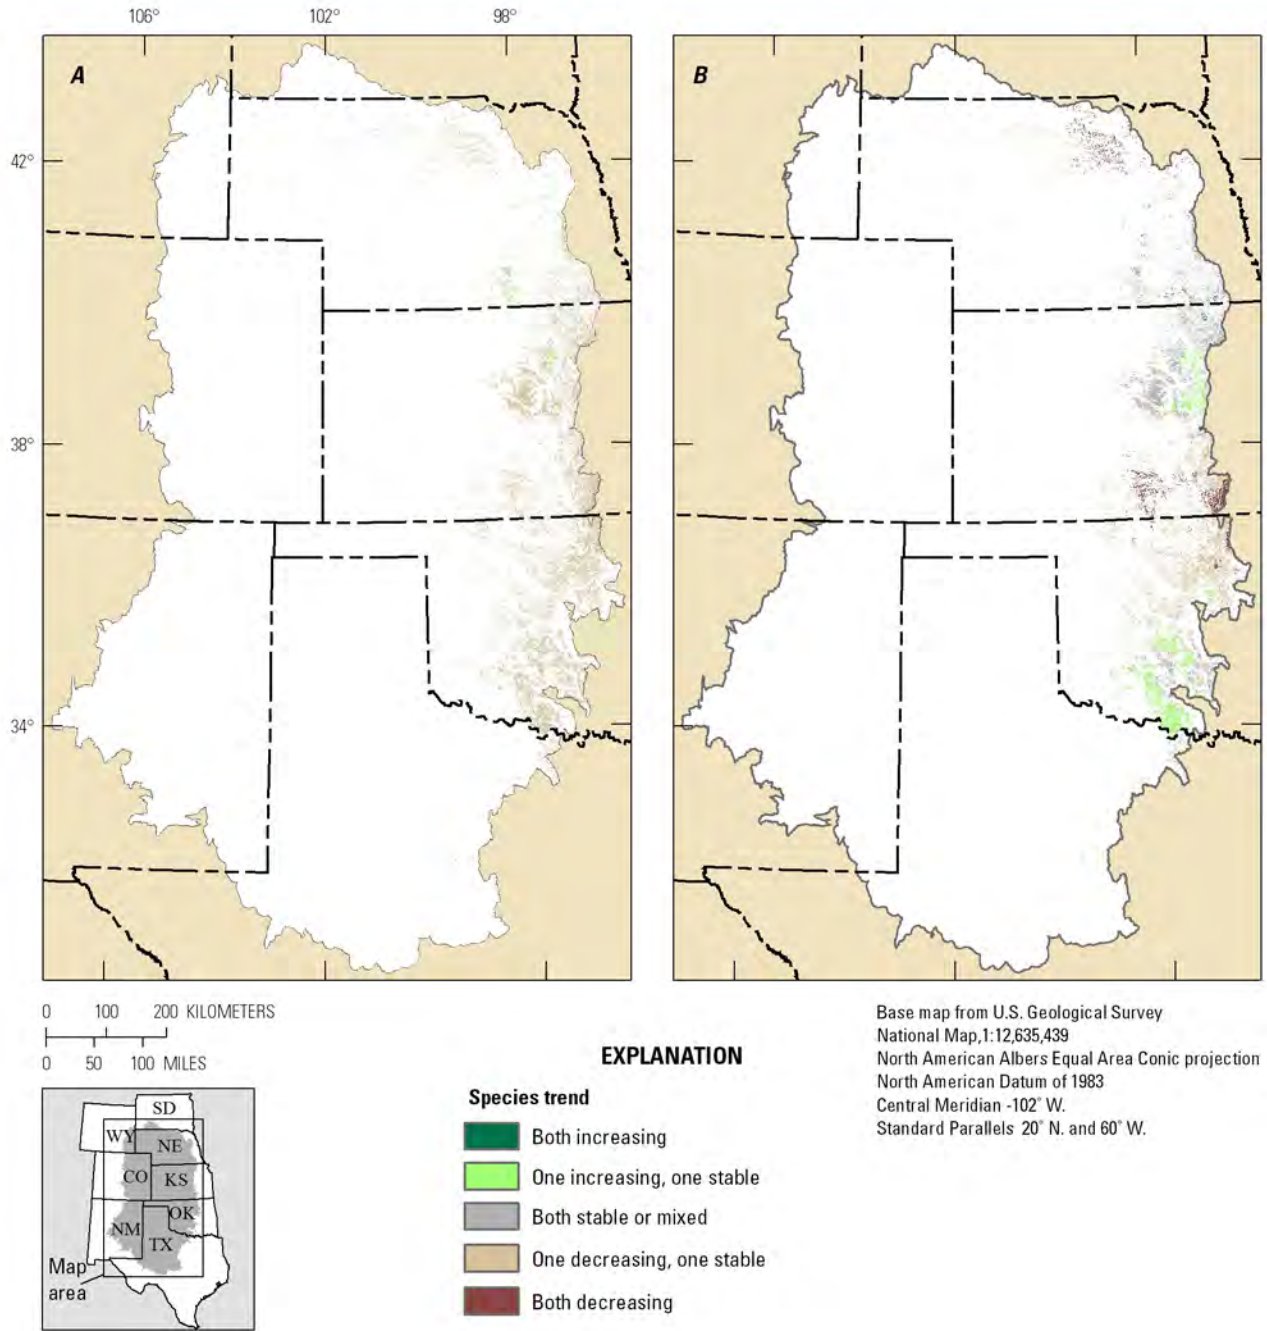 106° 102° 98°
A B
42°
38°
34°
0 100 200 KILOMETERS
0 50 100 MILES
Base map from U.S. Geological Survey
National Map,1:12,635,439
North American Albers Equal Area Conic projection
North American Datum of 1983
Central Meridian -102° W.
Standard Parallels 20° N. and 60° W.
EXPLANATION
Species trend
Both increasing
One increasing, one stable
Both stable or mixed
One decreasing, one stable
Both decreasing
SD
WY NE
CO KS
NM OK
TX
Map
area